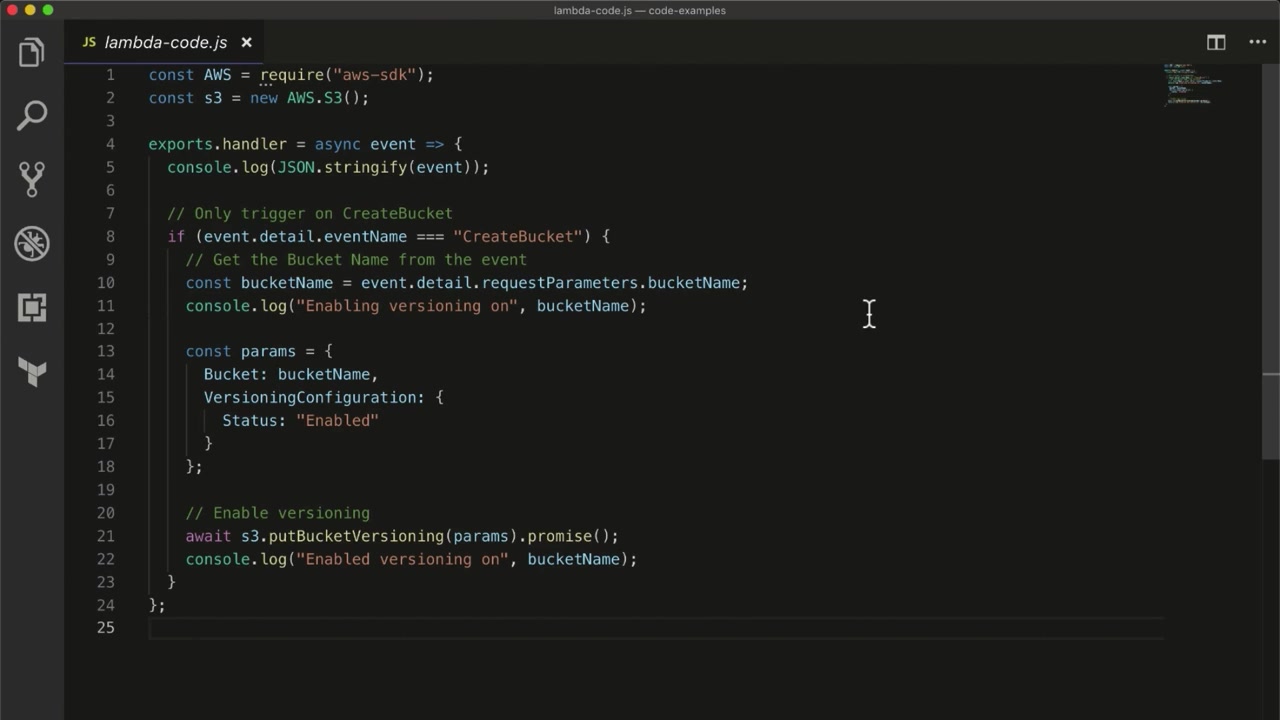 lambda-code.js — code-examples
JS lambda-code.js ×
1 const AWS = require("aws-sdk");
2 const s3 = new AWS.S3();
3
4 exports.handler = async event => {
5   console.log(JSON.stringify(event));
6
7   // Only trigger on CreateBucket
8   if (event.detail.eventName === "CreateBucket") {
9     // Get the Bucket Name from the event
10     const bucketName = event.detail.requestParameters.bucketName;
11     console.log("Enabling versioning on", bucketName);
12
13     const params = {
14       Bucket: bucketName,
15       VersioningConfiguration: {
16         Status: "Enabled"
17       }
18     };
19
20     // Enable versioning
21     await s3.putBucketVersioning(params).promise();
22     console.log("Enabled versioning on", bucketName);
23   }
24 };
25